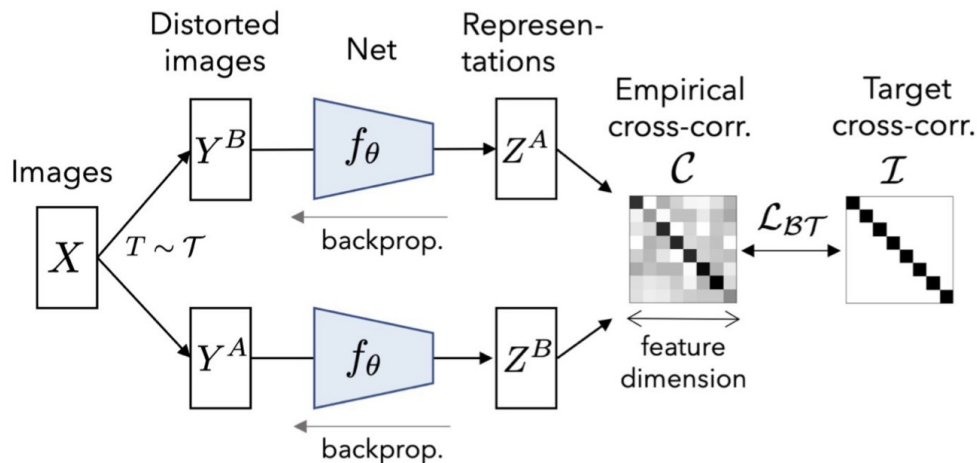 Distorted
images
Net
Represen-
tations
Empirical
cross-corr.
Target
cross-corr.
Images
Y^B
f_θ
Z^A
𝒞
ℐ
backprop.
X
T ∼ 𝒯
ℒ_ℬ𝒯
Y^A
f_θ
Z^B
feature
dimension
backprop.